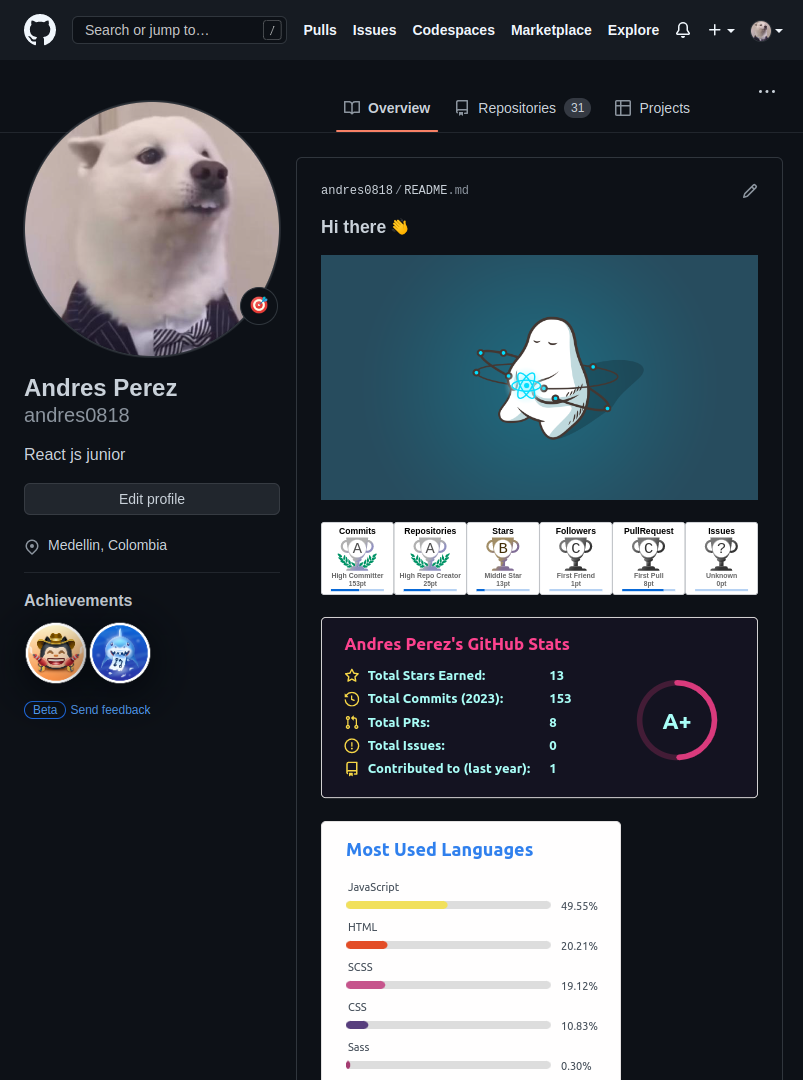 Search or jump to…
/
Pulls
Issues
Codespaces
Marketplace
Explore
Overview
Repositories 31
Projects
Andres Perez
andres0818
React js junior
Edit profile
Medellin, Colombia
Achievements
Beta Send feedback
andres0818/README.md
Hi there 👋
Commits
A
High Committer
153pt
Repositories
A
High Repo Creator
25pt
Stars
B
Middle Star
13pt
Followers
C
First Friend
1pt
PullRequest
C
First Pull
8pt
Issues
?
Unknown
0pt
Andres Perez's GitHub Stats
Total Stars Earned: 13
Total Commits (2023): 153
Total PRs: 8
Total Issues: 0
Contributed to (last year): 1
A+
Most Used Languages
JavaScript
49.55%
HTML
20.21%
SCSS
19.12%
CSS
10.83%
Sass
0.30%